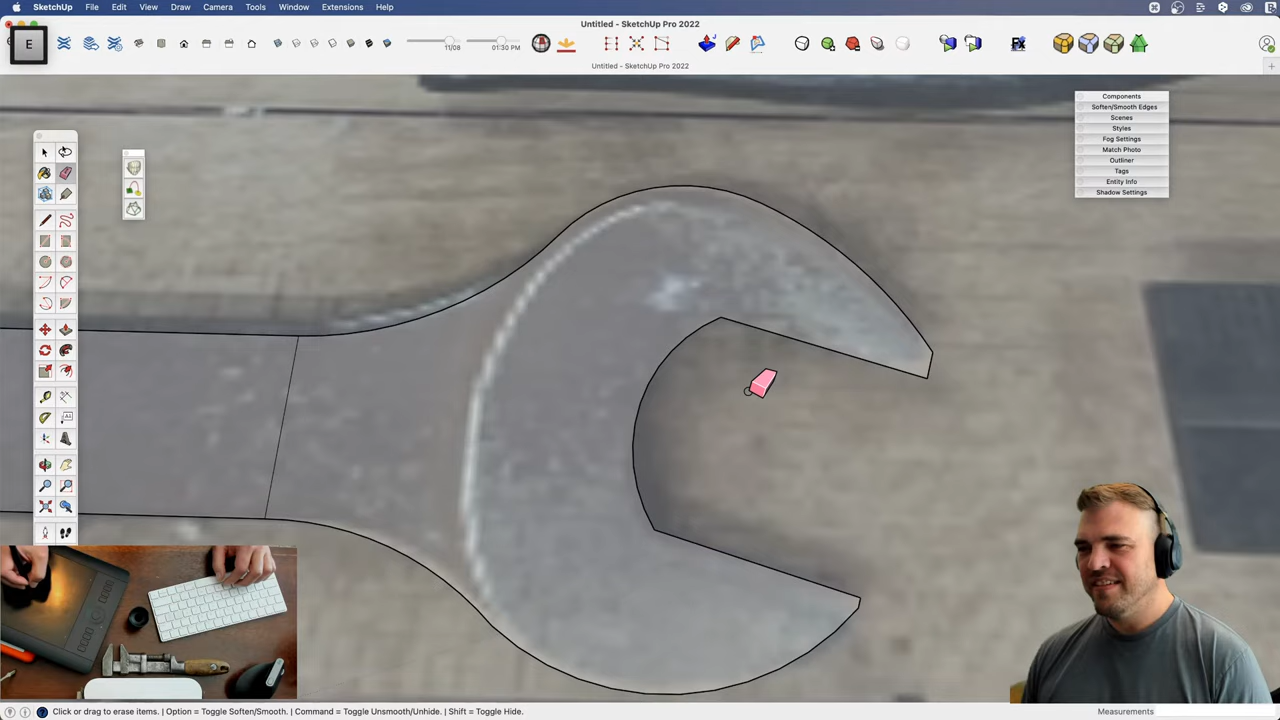 SketchUp File Edit View Draw Camera Tools Window Extensions Help
Untitled - SketchUp Pro 2022
E
11/08 01:30 PM
Untitled - SketchUp Pro 2022
Components
Soften/Smooth Edges
Scenes
Styles
Fog Settings
Match Photo
Outliner
Tags
Entity Info
Shadow Settings
Click or drag to erase items. | Option = Toggle Soften/Smooth. | Command = Toggle Unsmooth/Unhide. | Shift = Toggle Hide. Measurements